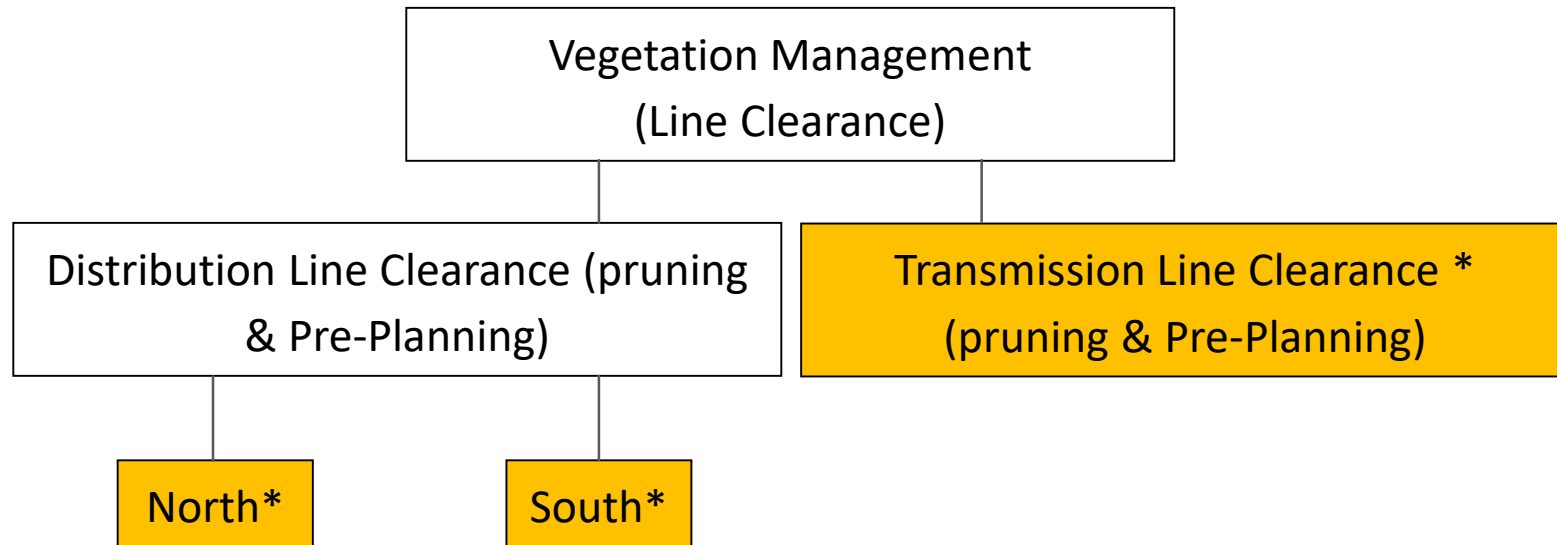 Vegetation Management
(Line Clearance)
Distribution Line Clearance (pruning
& Pre-Planning)
Transmission Line Clearance *
(pruning & Pre-Planning)
North*
South*